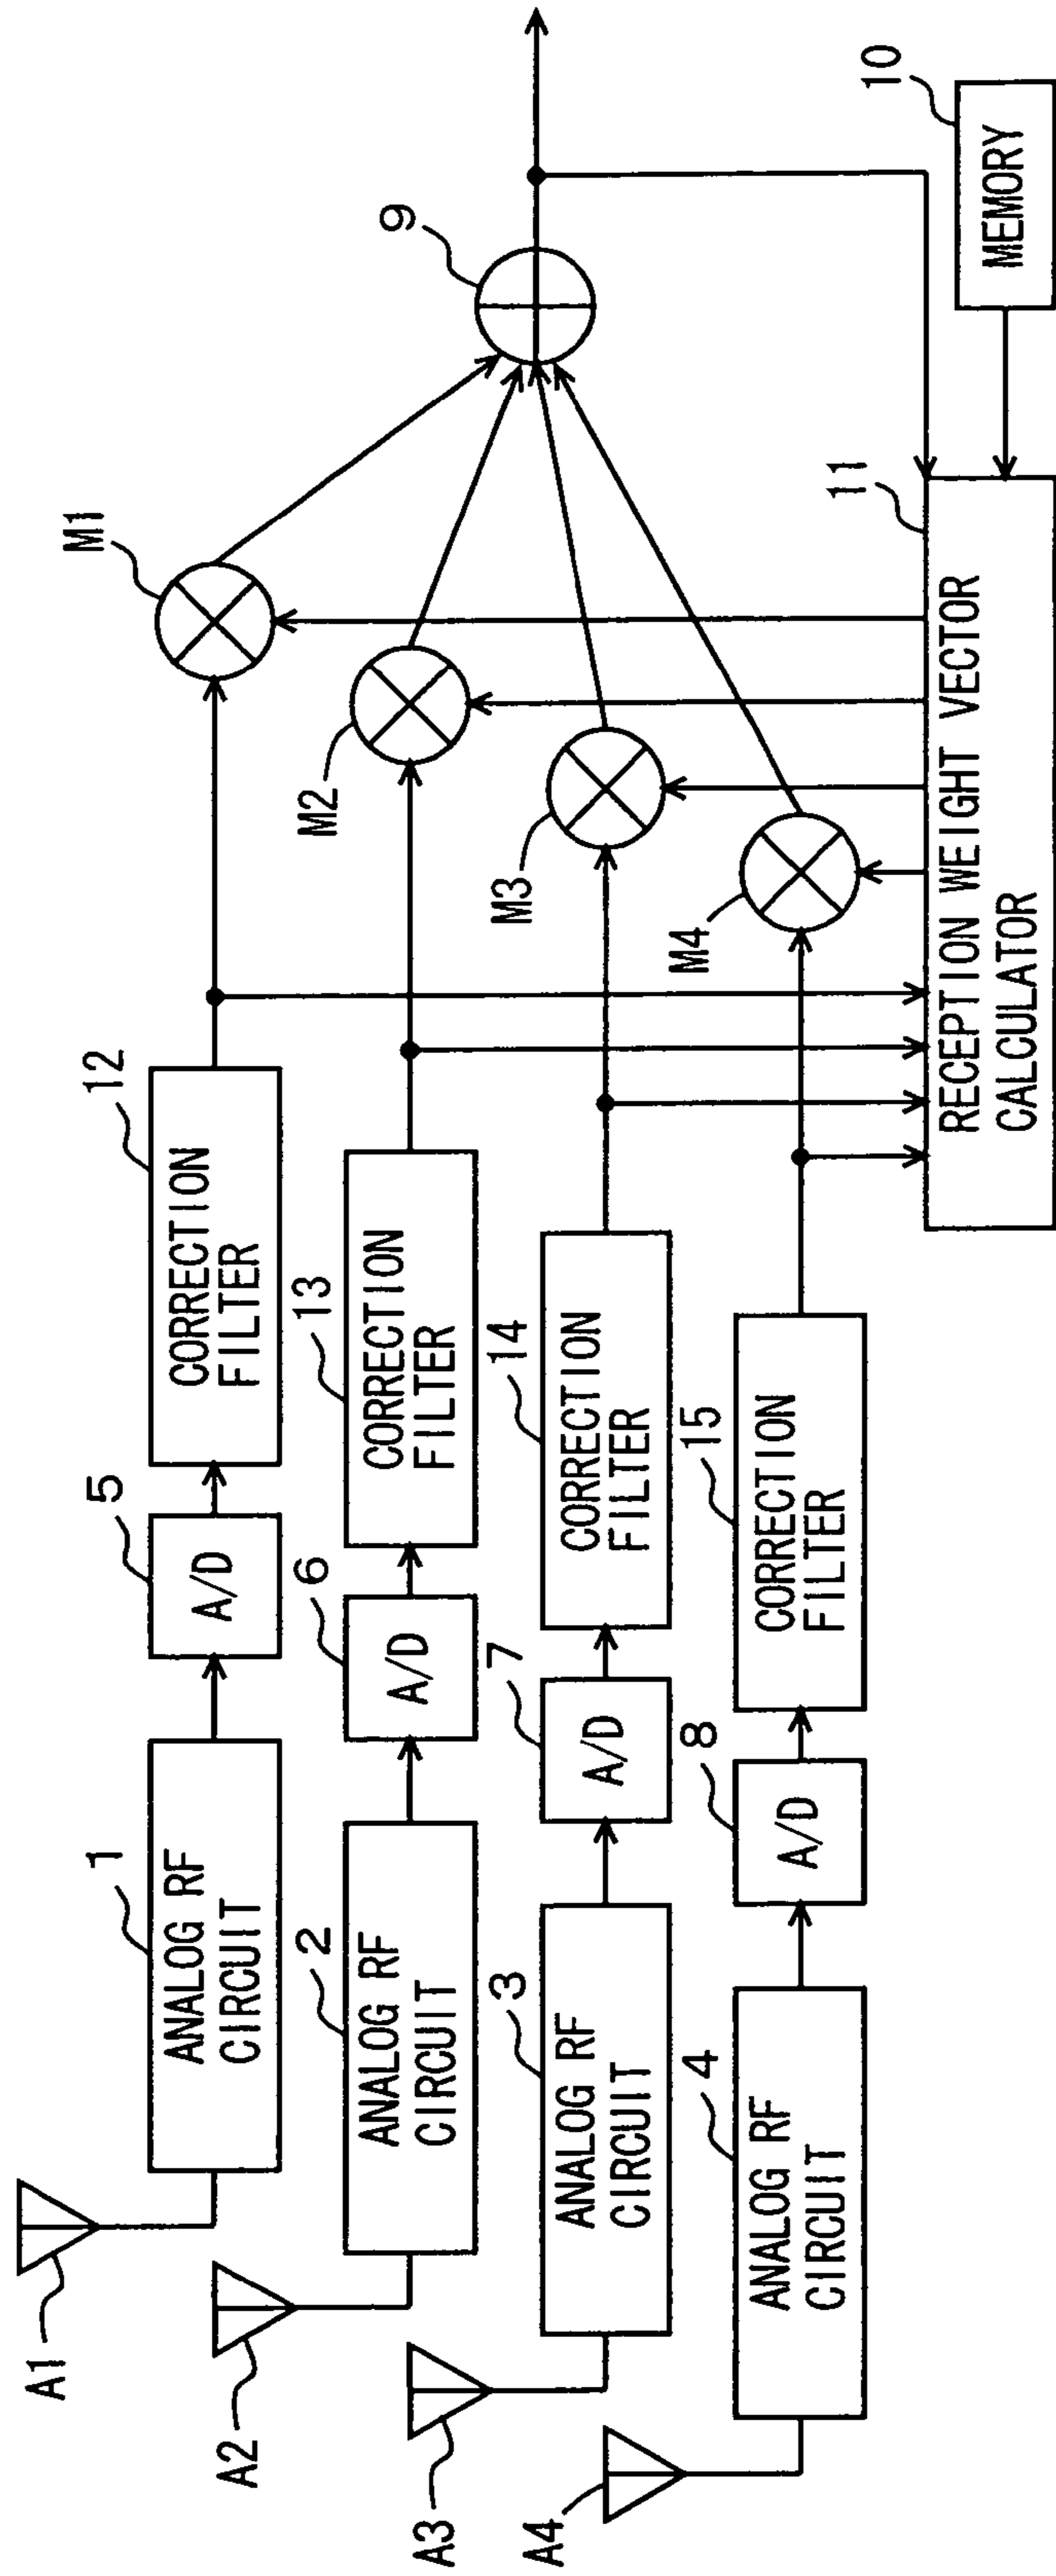 A1
1
ANALOG RF
CIRCUIT
5
A/D
12
CORRECTION
FILTER
M1
A2
2
ANALOG RF
CIRCUIT
6
A/D
13
CORRECTION
FILTER
M2
9
A3
3
ANALOG RF
CIRCUIT
7
A/D
14
CORRECTION
FILTER
M3
A4
4
ANALOG RF
CIRCUIT
8
A/D
15
CORRECTION
FILTER
M4
11
RECEPTION WEIGHT VECTOR
CALCULATOR
10
MEMORY